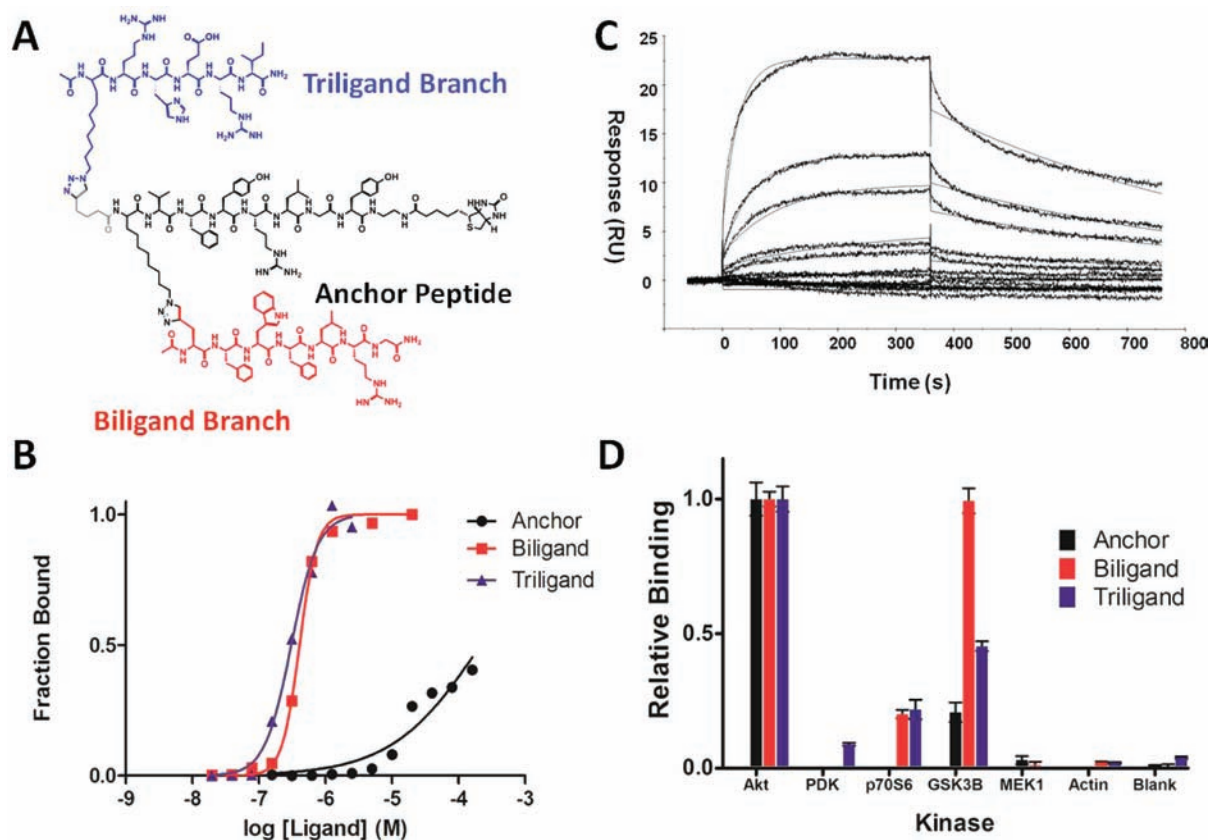 A
Triligand Branch
Anchor Peptide
Biligand Branch
C
Response (RU)
25
20
15
10
5
0
0
100
200
300
400
500
600
700
800
Time (s)
B
Fraction Bound
1.0
0.5
0.0
-9
-8
-7
-6
-5
-4
-3
log [Ligand] (M)
Anchor
Biligand
Triligand
D
Relative Binding
1.0
0.5
0.0
Akt
PDK
p70S6
GSK3B
MEK1
Actin
Blank
Kinase
Anchor
Biligand
Triligand